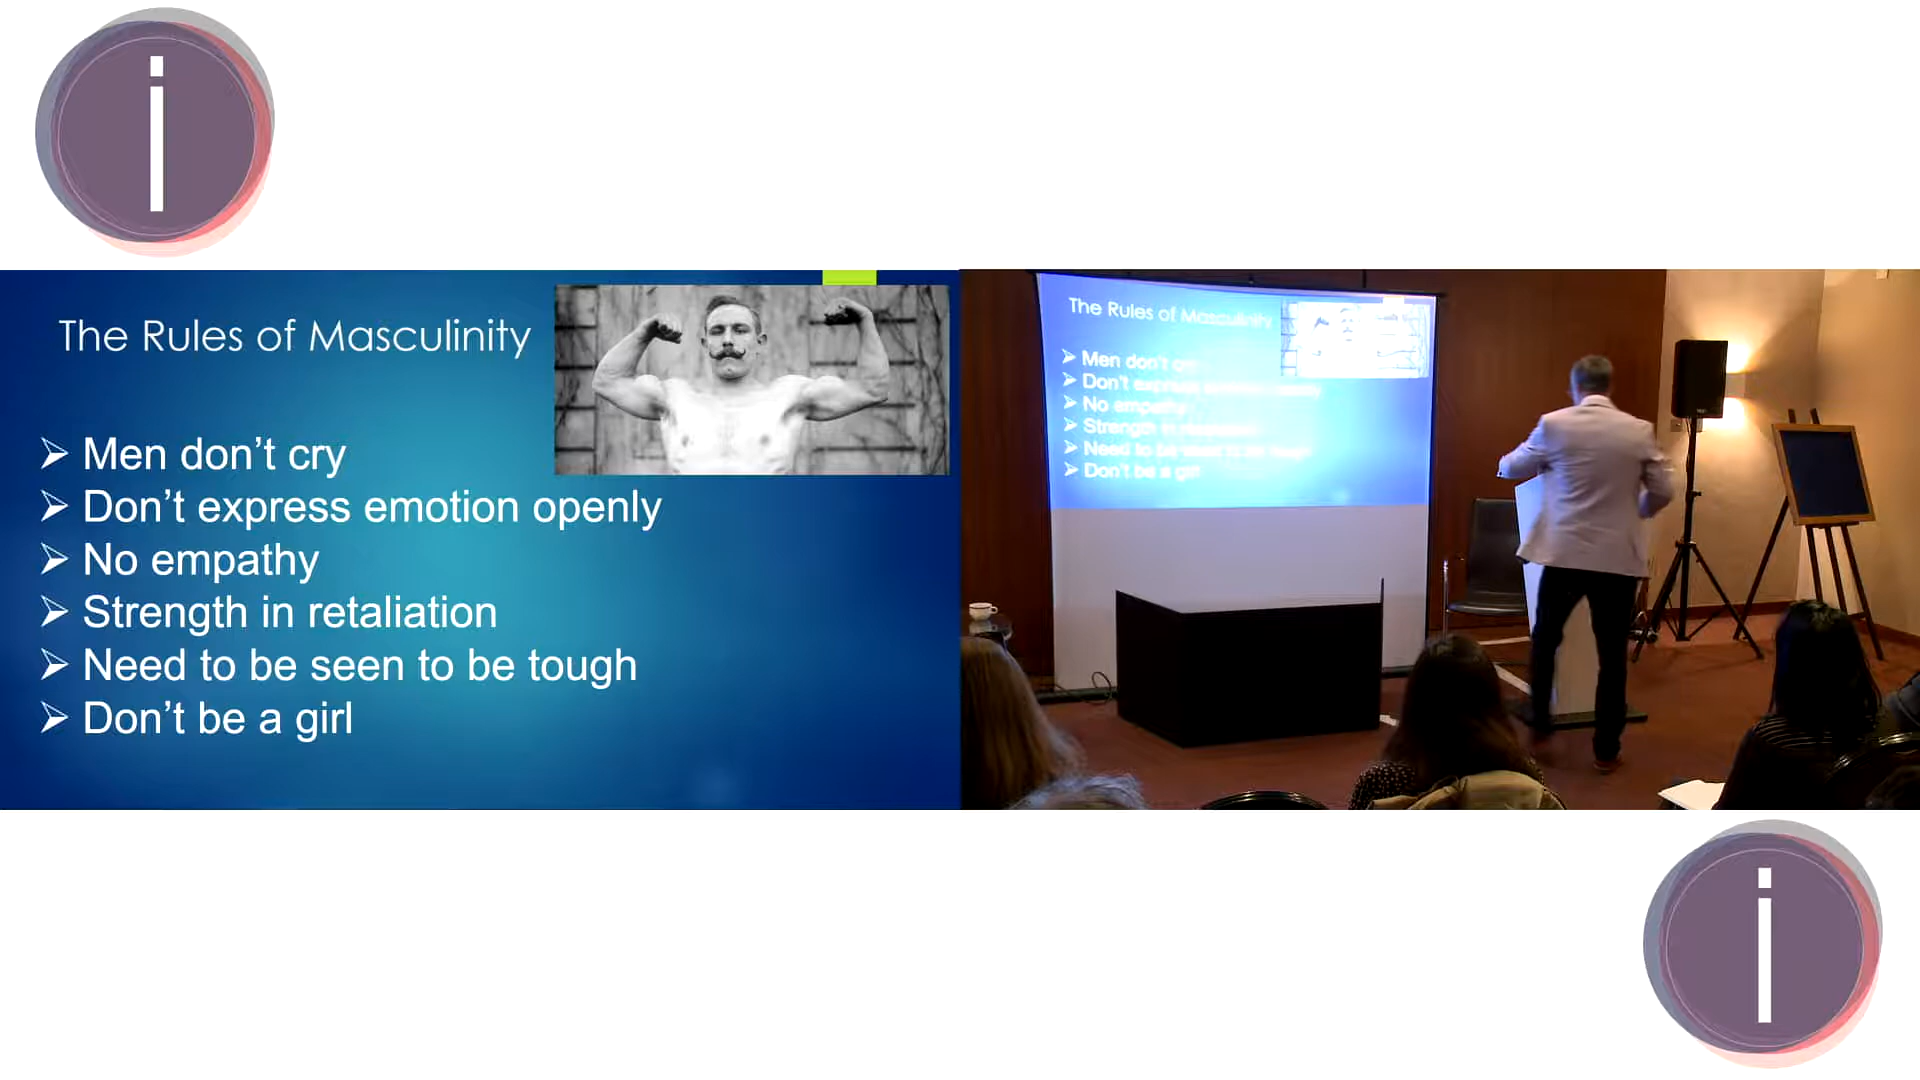 i
The Rules of Masculinity
➢ Men don’t cry
➢ Don’t express emotion openly
➢ No empathy
➢ Strength in retaliation
➢ Need to be seen to be tough
➢ Don’t be a girl
The Rules of Masculinity
➢ Men don't cry
➢ Don't express emotion openly
➢ No empathy
➢ Strength in retaliation
➢ Need to be seen to be tough
➢ Don't be a girl
i